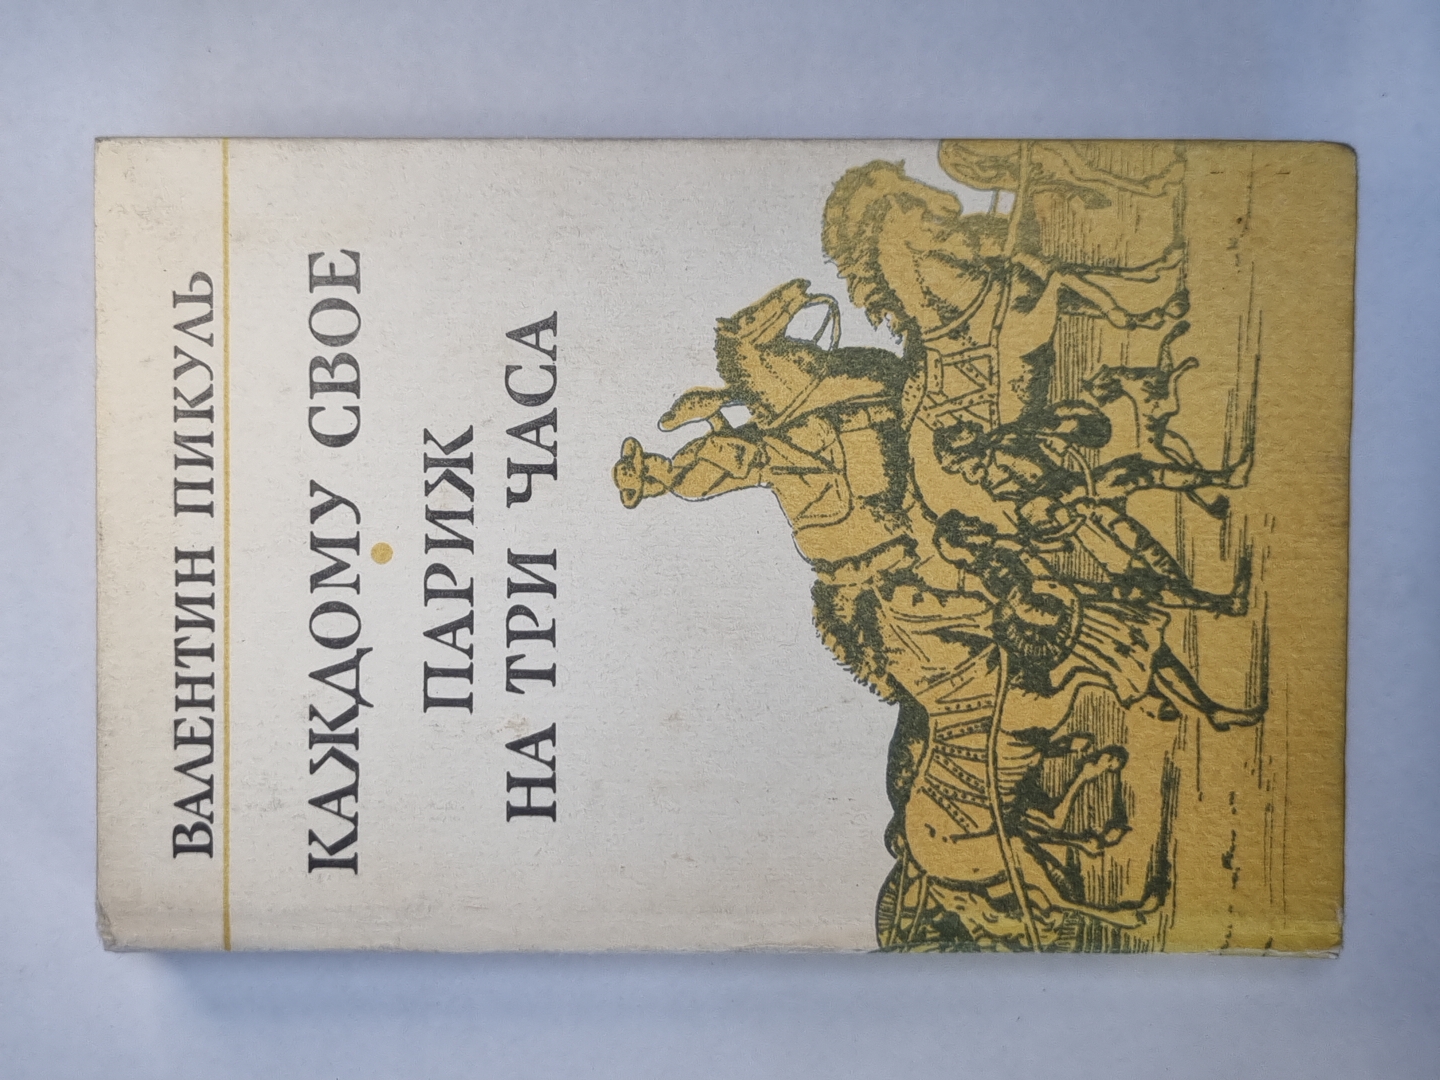 ВАЛЕНТИН ПИКУЛЬ
КАЖДОМУ СВОЕ
ПАРИЖ
НА ТРИ ЧАСА